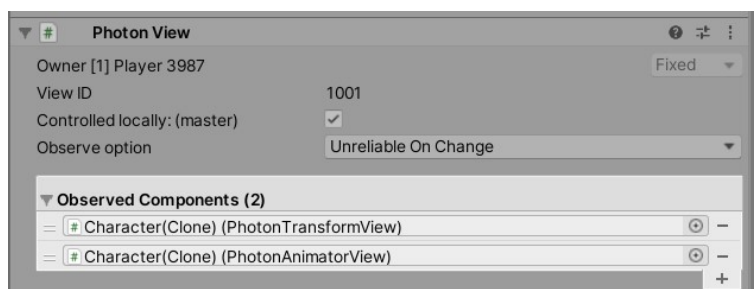 Photon View
Owner [1] Player 3987 Fixed
View ID 1001
Controlled locally: (master)
Observe option Unreliable On Change
Observed Components (2)
Character(Clone) (PhotonTransformView)
Character(Clone) (PhotonAnimatorView)